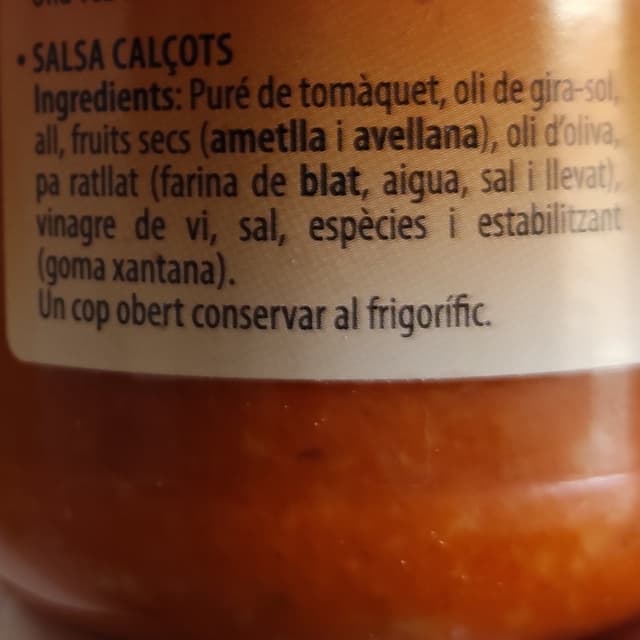 • SALSA CALÇOTS
Ingredients: Puré de tomàquet, oli de gira-sol,
all, fruits secs (ametlla i avellana), oli d'oliva,
pa ratllat (farina de blat, aigua, sal i llevat),
vinagre de vi, sal, espècies i estabilitzant
(goma xantana).
Un cop obert conservar al frigorífic.